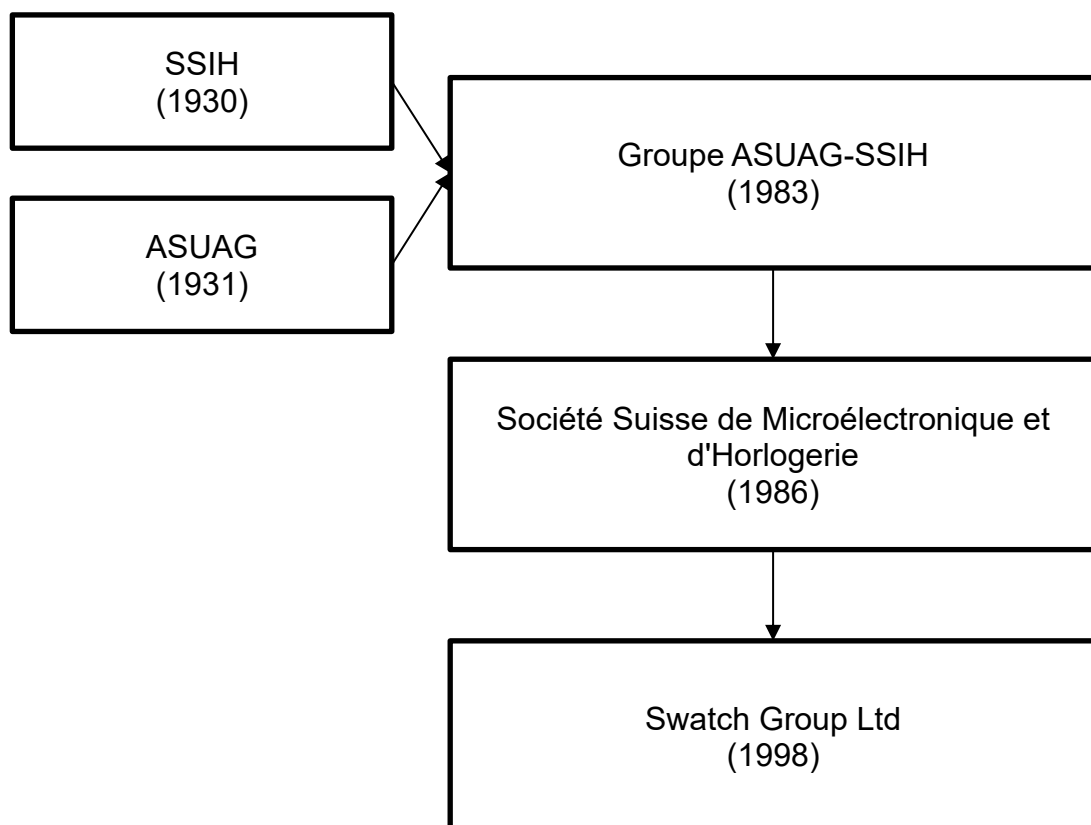 SSIH
(1930)
ASUAG
(1931)
Groupe ASUAG-SSIH
(1983)
Société Suisse de Microélectronique et
d'Horlogerie
(1986)
Swatch Group Ltd
(1998)